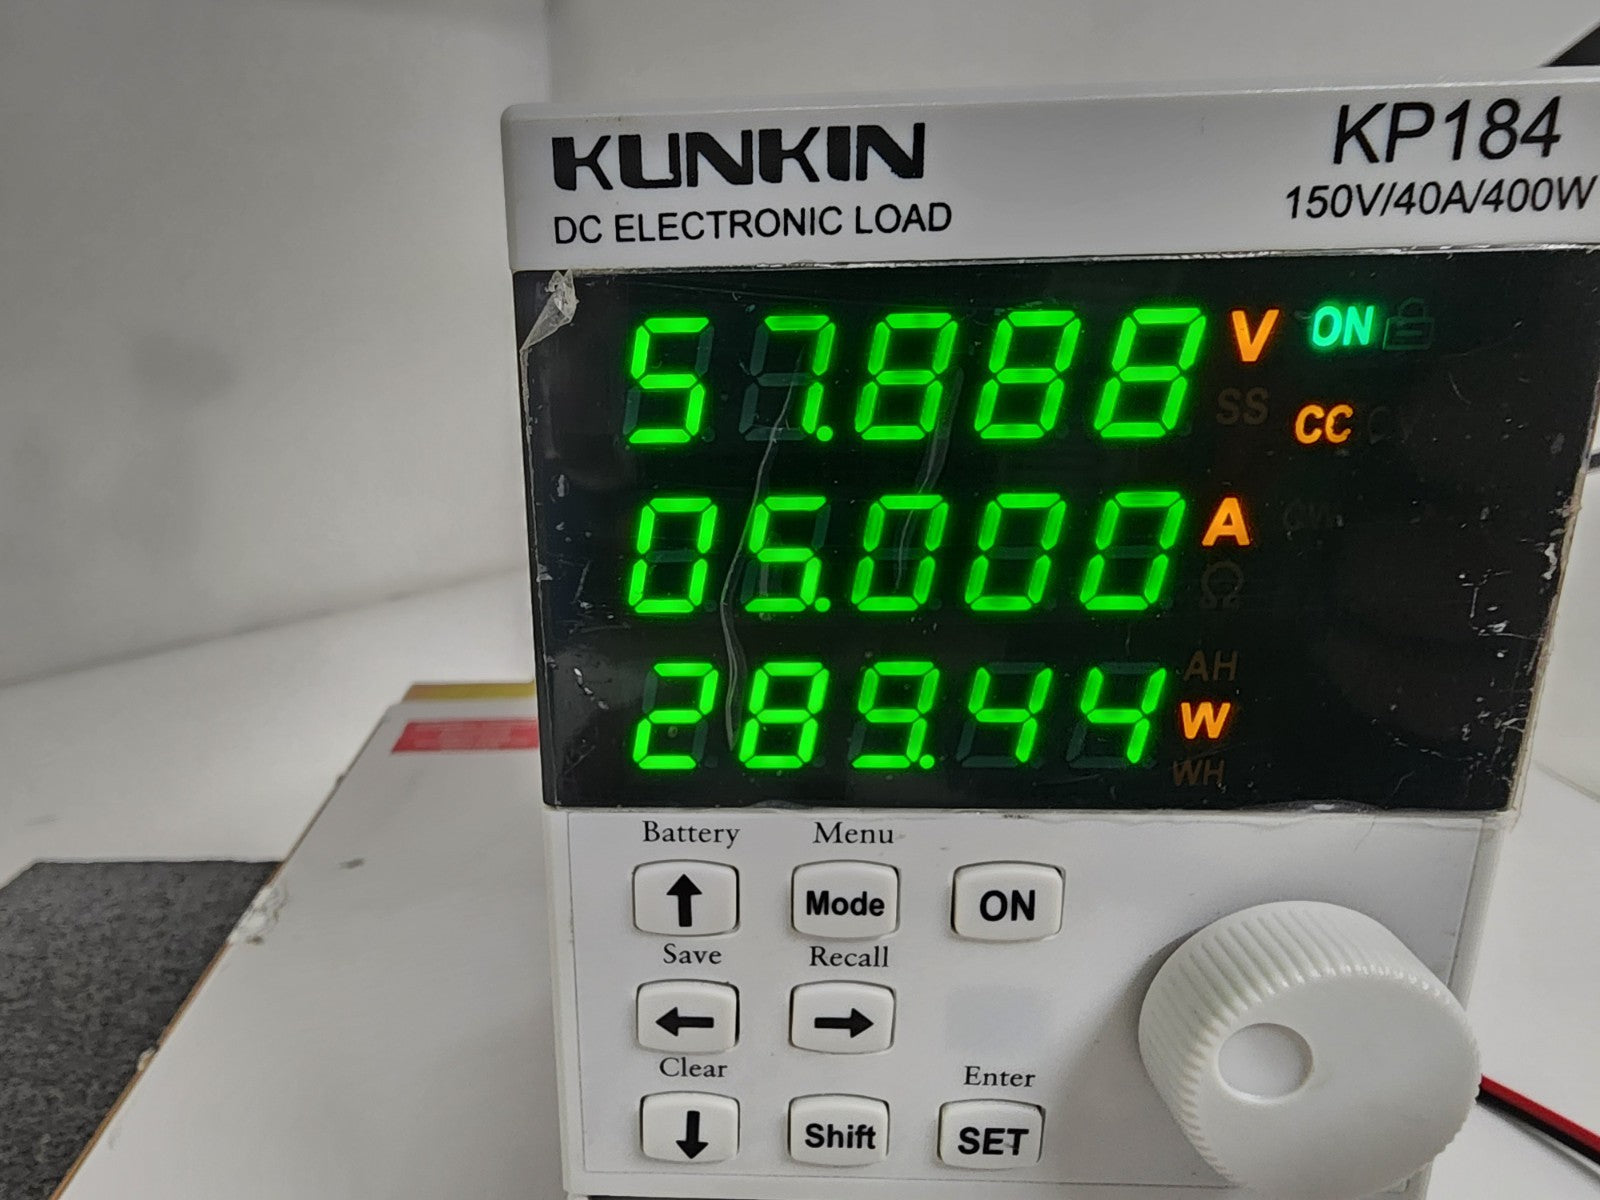 KUNKIN
KP184
DC ELECTRONIC LOAD
150V/40A/400W
57.888 V ON
SS CC CV
05.000 A
Ω
AH
289.44 W
WH
Battery Menu
Mode ON
Save Recall
Clear Enter
Shift SET